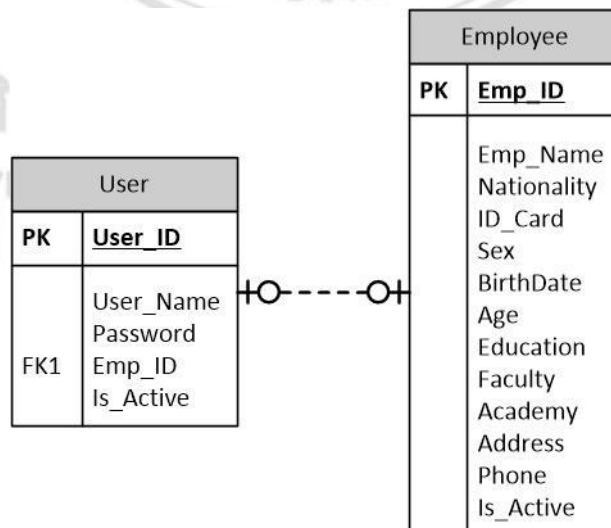 User
PK User_ID
User_Name
Password
FK1 Emp_ID
Is_Active
Employee
PK Emp_ID
Emp_Name
Nationality
ID_Card
Sex
BirthDate
Age
Education
Faculty
Academy
Address
Phone
Is_Active